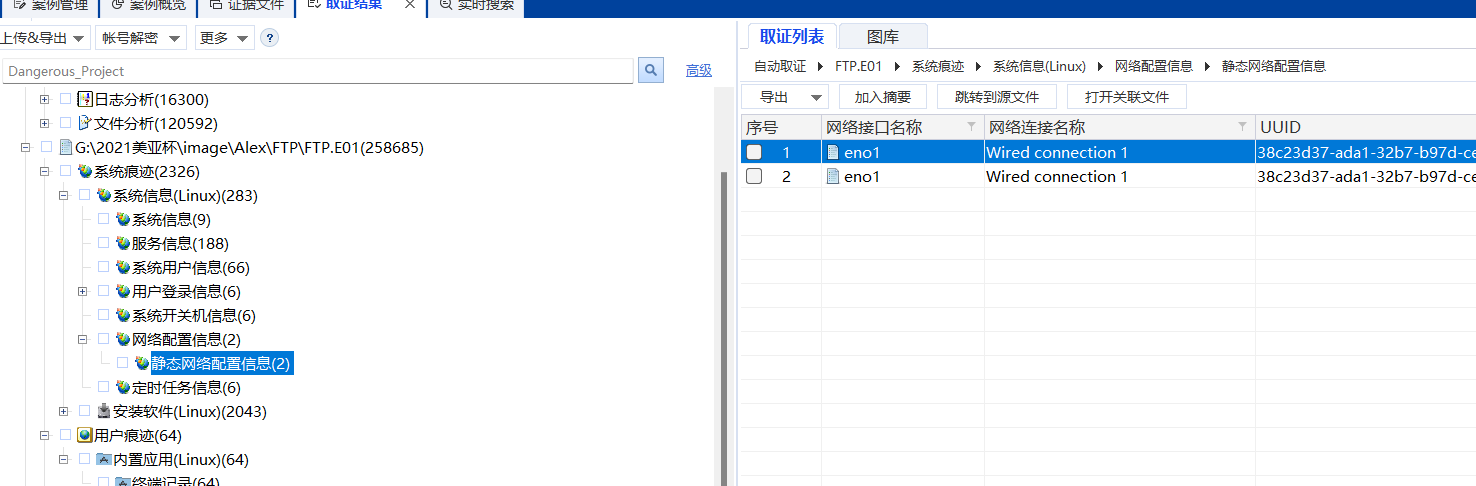 案例管理 案例概览 证据文件 取证结果 实时搜索
上传&导出 帐号解密 更多 ?
Dangerous_Project 高级
日志分析(16300)
文件分析(120592)
G:\2021美亚杯\image\Alex\FTP\FTP.E01(258685)
系统痕迹(2326)
系统信息(Linux)(283)
系统信息(9)
服务信息(188)
系统用户信息(66)
用户登录信息(6)
系统开关机信息(6)
网络配置信息(2)
静态网络配置信息(2)
定时任务信息(6)
安装软件(Linux)(2043)
用户痕迹(64)
内置应用(Linux)(64)
终端记录(64)
取证列表 图库
自动取证 FTP.E01 系统痕迹 系统信息(Linux) 网络配置信息 静态网络配置信息
导出 加入摘要 跳转到源文件 打开关联文件
序号 网络接口名称 网络连接名称 UUID
1 eno1 Wired connection 1 38c23d37-ada1-32b7-b97d-ce
2 eno1 Wired connection 1 38c23d37-ada1-32b7-b97d-ce